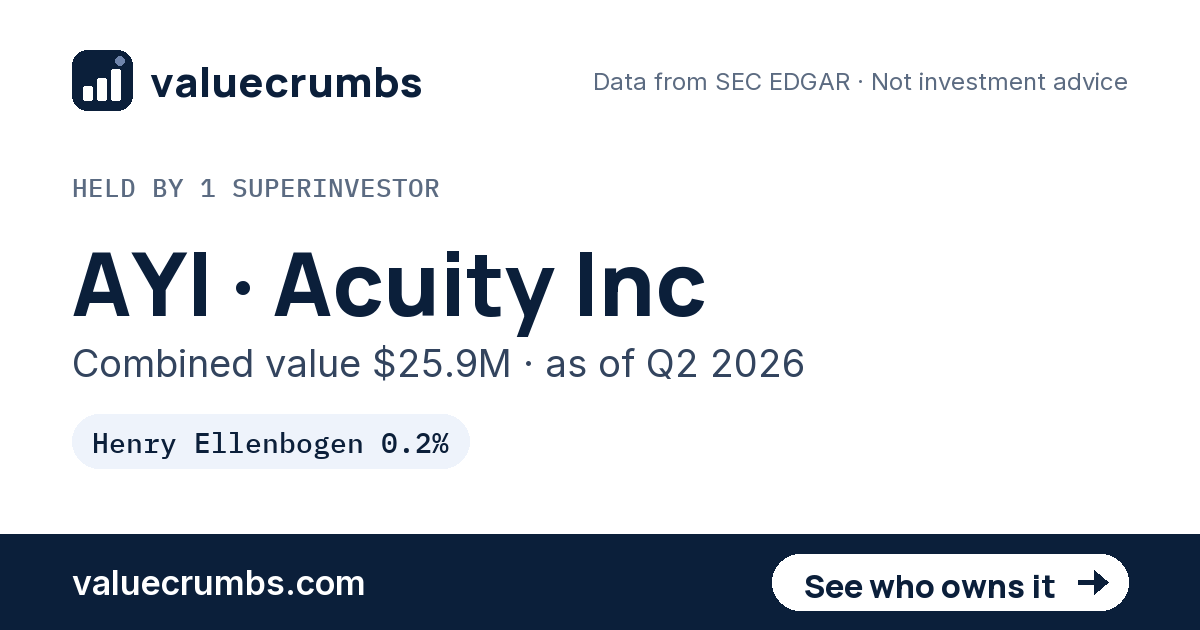 valuecrumbs
Data from SEC EDGAR · Not investment advice
HELD BY 1 SUPERINVESTOR
AYI · Acuity Inc
Combined value $25.9M · as of Q2 2026
Henry Ellenbogen 0.2%
valuecrumbs.com
See who owns it →